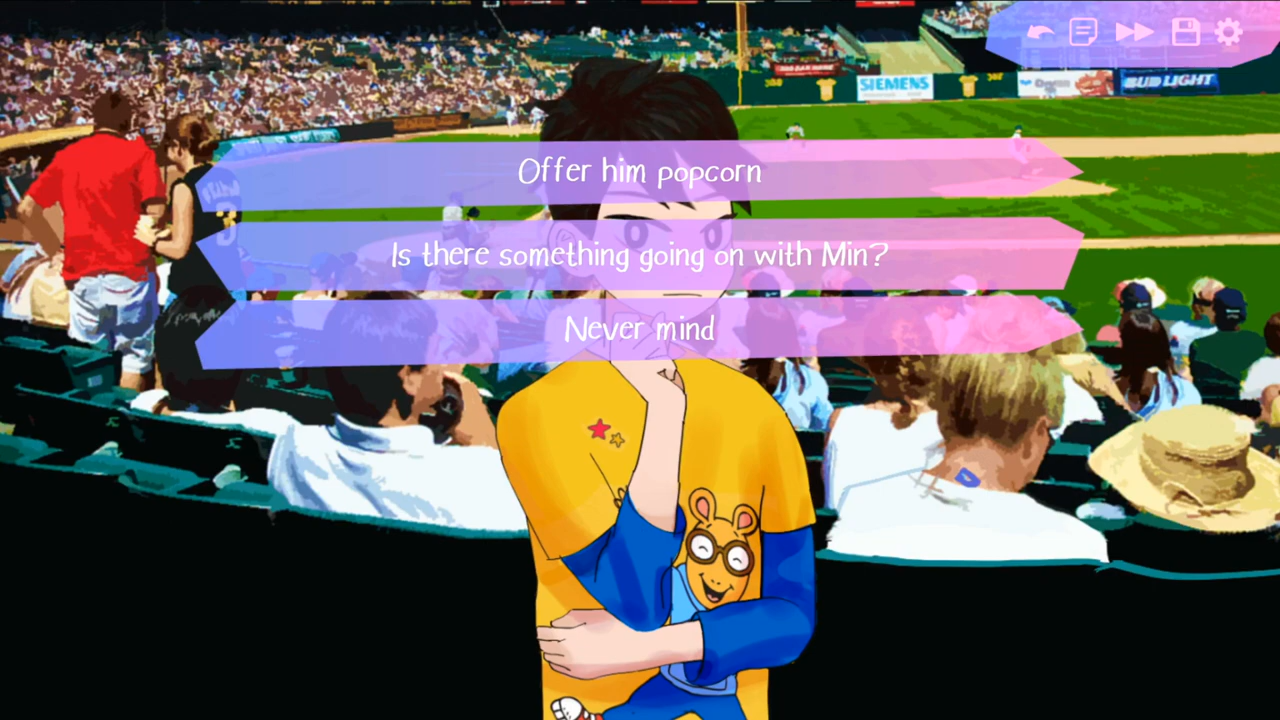 SIEMENS
BUD LIGHT
Offer him popcorn
Is there something going on with Min?
Never mind